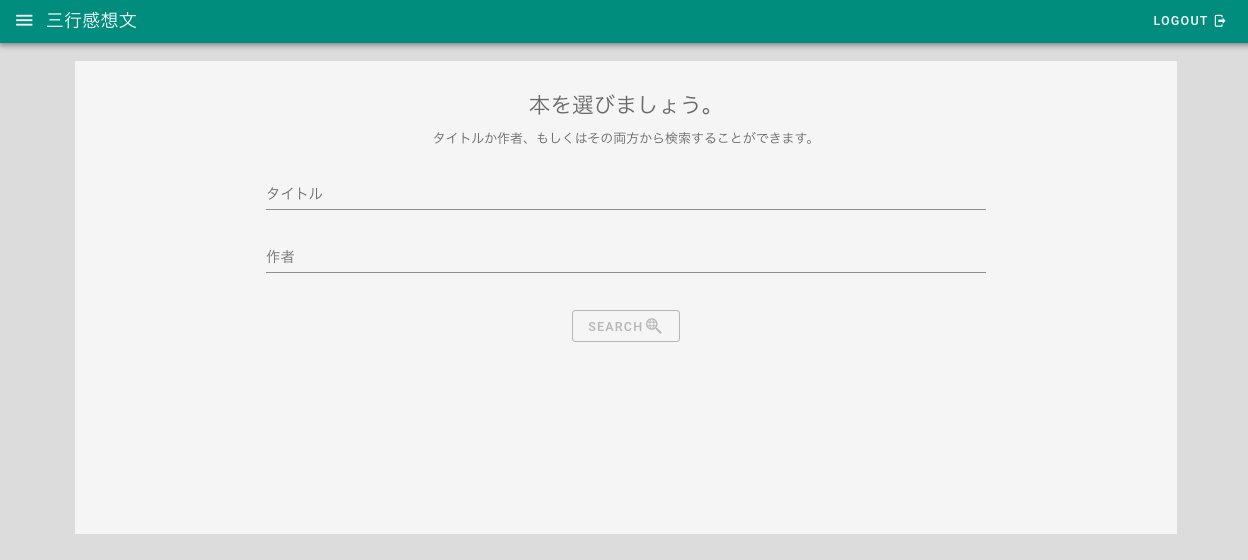 三行感想文
LOGOUT
本を選びましょう。
タイトルか作者、もしくはその両方から検索することができます。
タイトル
作者
SEARCH